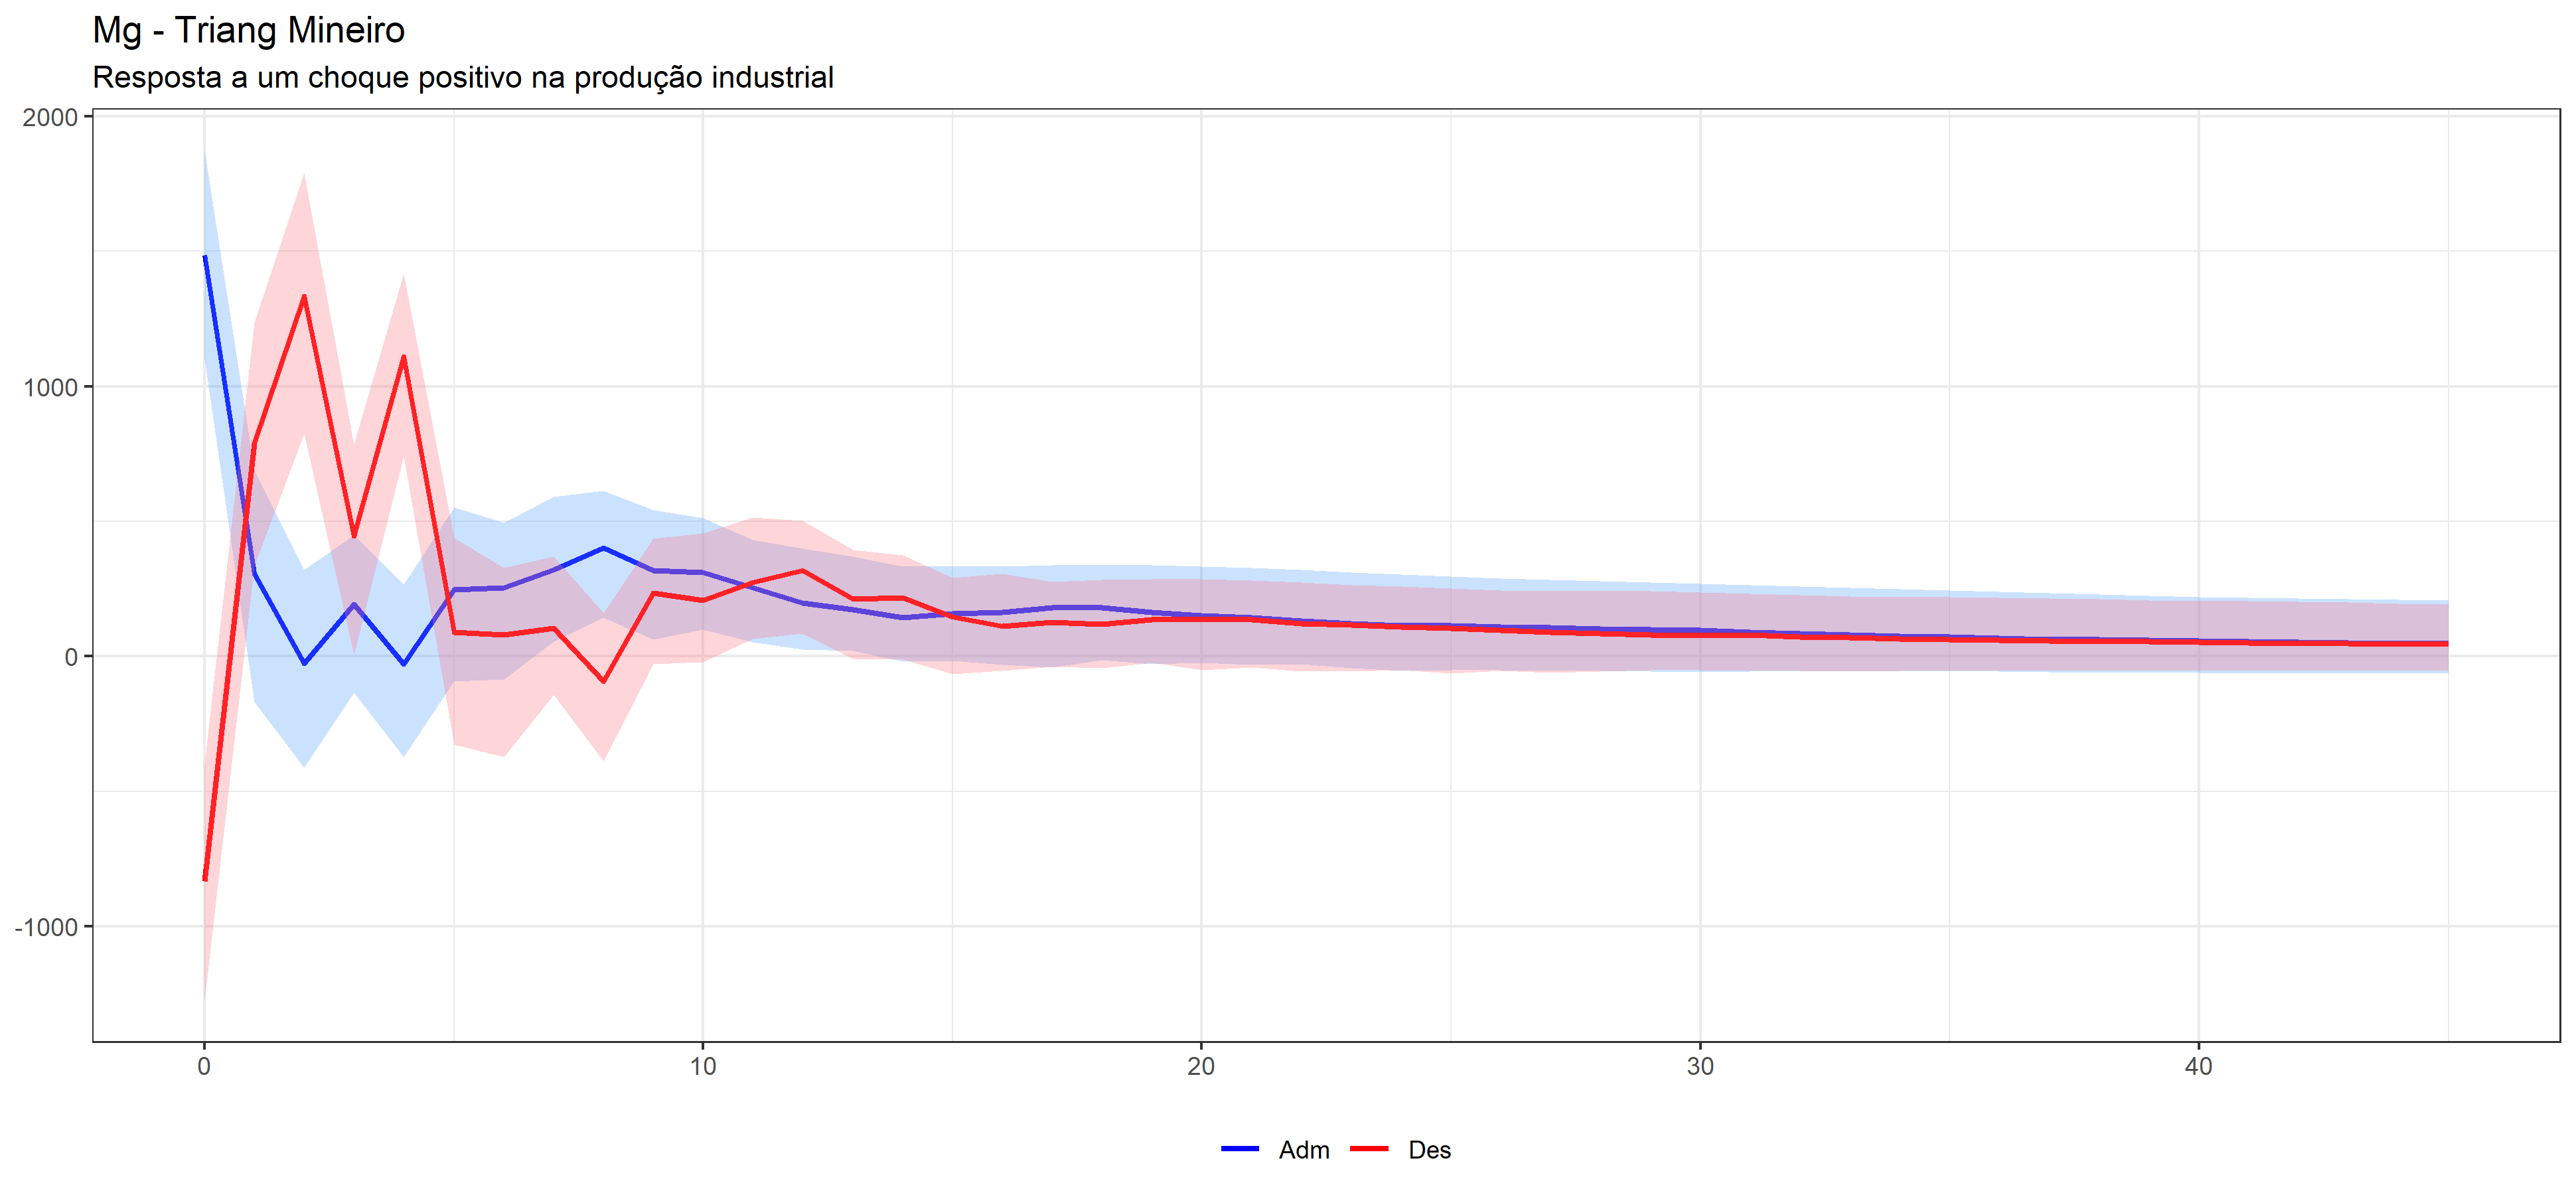 Mg - Triang Mineiro
Resposta a um choque positivo na produção industrial
2000
1000
0
-1000
0 10 20 30 40
Adm Des